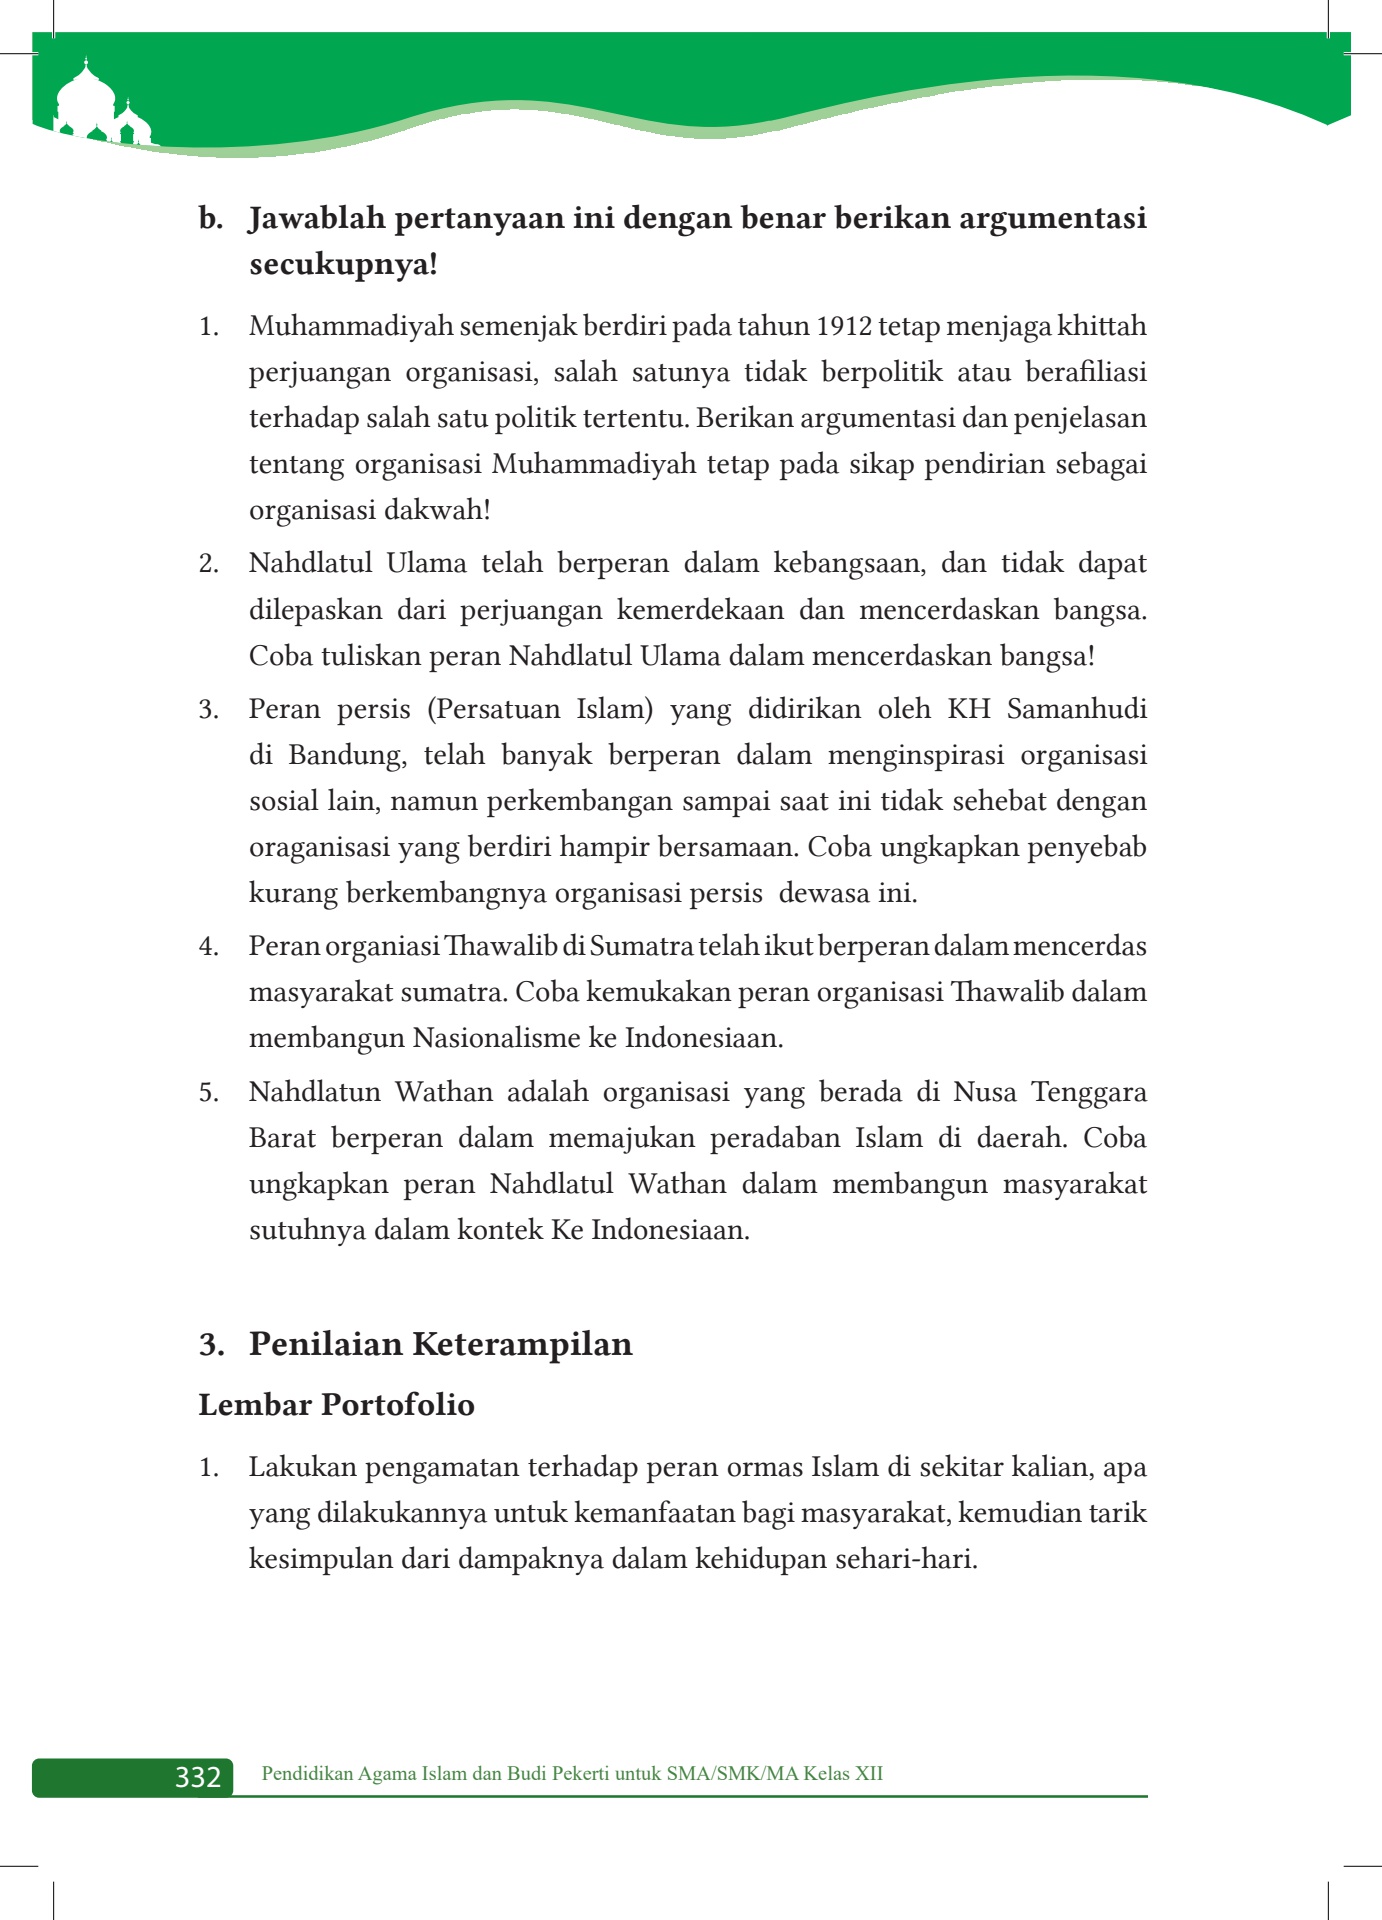 b. Jawablah pertanyaan ini dengan benar berikan argumentasi
secukupnya!
1. Muhammadiyah semenjak berdiri pada tahun 1912 tetap menjaga khittah
perjuangan organisasi, salah satunya tidak berpolitik atau berafiliasi
terhadap salah satu politik tertentu. Berikan argumentasi dan penjelasan
tentang organisasi Muhammadiyah tetap pada sikap pendirian sebagai
organisasi dakwah!
2. Nahdlatul Ulama telah berperan dalam kebangsaan, dan tidak dapat
dilepaskan dari perjuangan kemerdekaan dan mencerdaskan bangsa.
Coba tuliskan peran Nahdlatul Ulama dalam mencerdaskan bangsa!
3. Peran persis (Persatuan Islam) yang didirikan oleh KH Samanhudi
di Bandung, telah banyak berperan dalam menginspirasi organisasi
sosial lain, namun perkembangan sampai saat ini tidak sehebat dengan
oraganisasi yang berdiri hampir bersamaan. Coba ungkapkan penyebab
kurang berkembangnya organisasi persis dewasa ini.
4. Peran organiasi Thawalib di Sumatra telah ikut berperan dalam mencerdas
masyarakat sumatra. Coba kemukakan peran organisasi Thawalib dalam
membangun Nasionalisme ke Indonesiaan.
5. Nahdlatun Wathan adalah organisasi yang berada di Nusa Tenggara
Barat berperan dalam memajukan peradaban Islam di daerah. Coba
ungkapkan peran Nahdlatul Wathan dalam membangun masyarakat
sutuhnya dalam kontek Ke Indonesiaan.
3. Penilaian Keterampilan
Lembar Portofolio
1. Lakukan pengamatan terhadap peran ormas Islam di sekitar kalian, apa
yang dilakukannya untuk kemanfaatan bagi masyarakat, kemudian tarik
kesimpulan dari dampaknya dalam kehidupan sehari-hari.
332 Pendidikan Agama Islam dan Budi Pekerti untuk SMA/SMK/MA Kelas XII